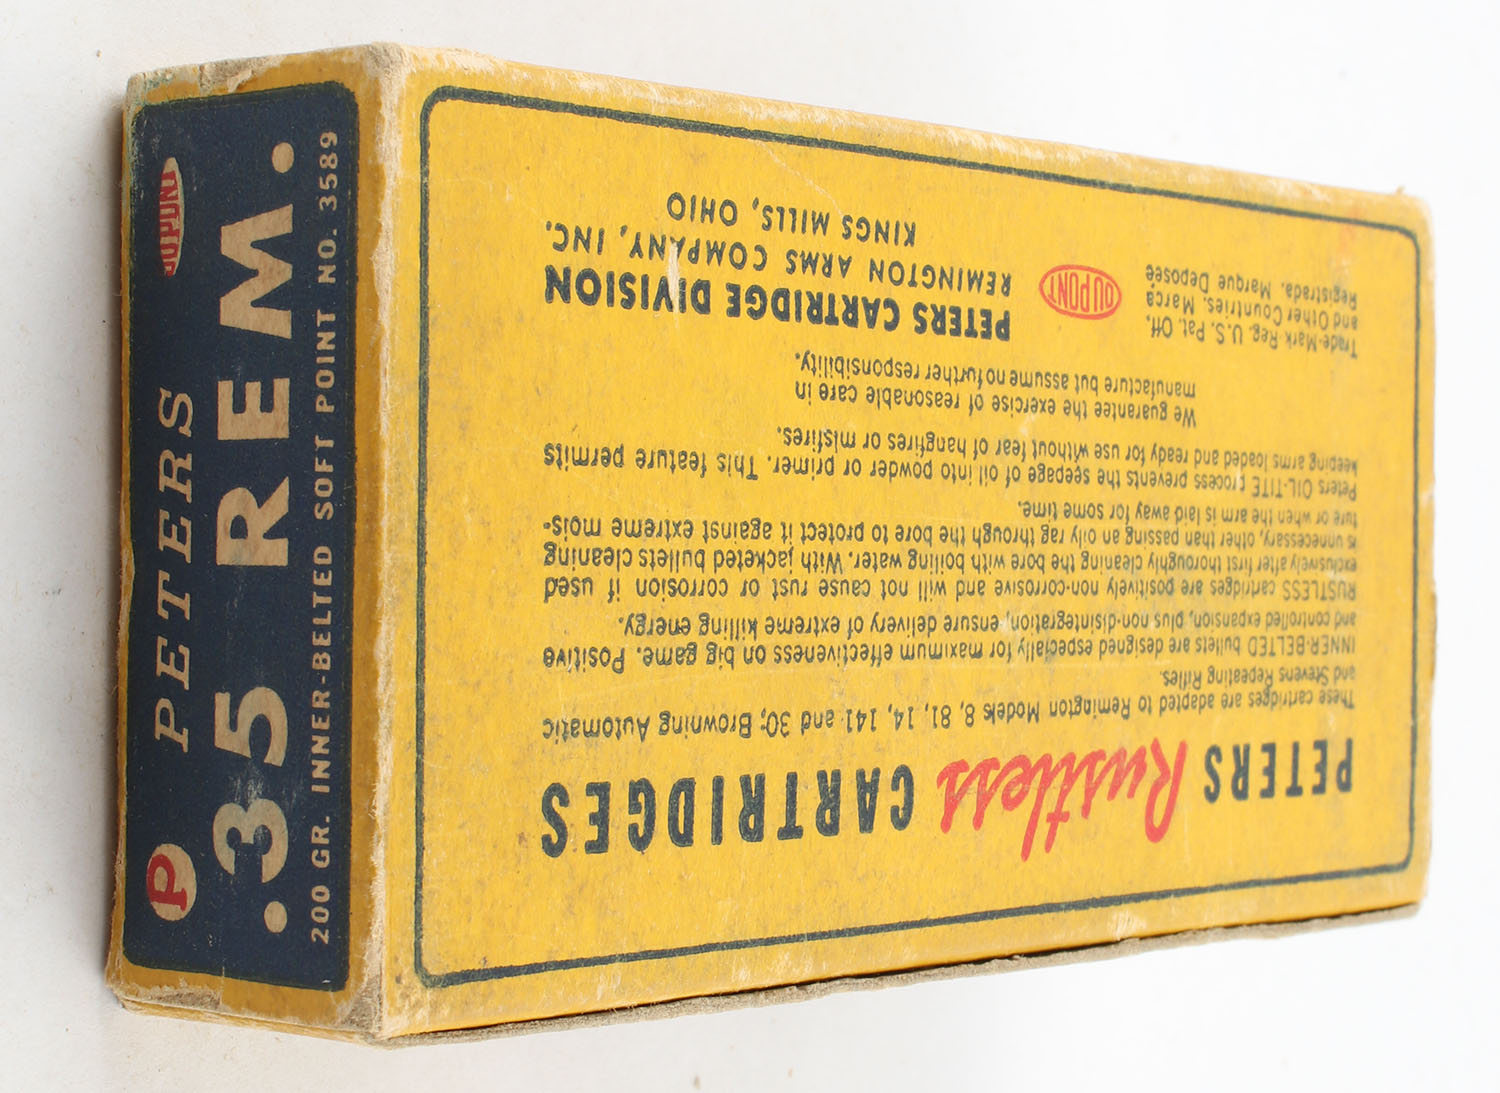 DUPONT
P PETERS
.35 REM.
200 GR. INNER-BELTED SOFT POINT NO. 3589
PETERS Rustless CARTRIDGES
These cartridges are adapted to Remington Models 8, 81, 14, 141 and 30; Browning Automatic
and Stevens Repeating Rifles.
INNER-BELTED bullets are designed especially for maximum effectiveness on big game. Positive
and controlled expansion, plus non-disintegration, ensure delivery of extreme killing energy.
RUSTLESS cartridges are positively non-corrosive and will not cause rust or corrosion if used
exclusively after first thoroughly cleaning the bore with boiling water. With jacketed bullets cleaning
is unnecessary, other than passing an oily rag through the bore to protect it against extreme mois-
ture or when the arm is laid away for some time.
Peters OIL-TITE process prevents the seepage of oil into powder or primer. This feature permits
keeping arms loaded and ready for use without fear of hangfires or misfires.
We guarantee the exercise of reasonable care in
manufacture but assume no further responsibility.
Trade-Mark Reg. U.S. Pat. Off.
and Other Countries. Marca
Registrada. Marque Deposée
DU PONT
PETERS CARTRIDGE DIVISION
REMINGTON ARMS COMPANY, INC.
KINGS MILLS, OHIO